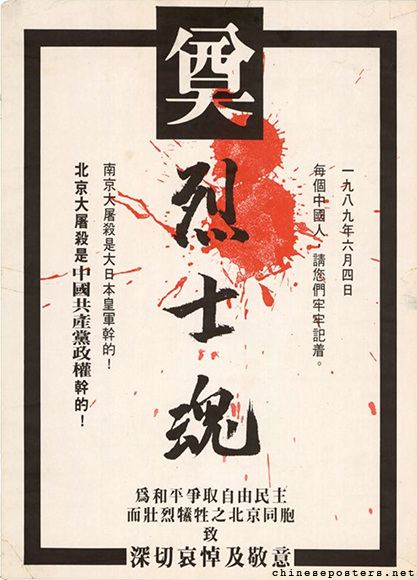 奠
烈士魂
一九八九年六月四日
每個中國人，請您們牢牢記着。
南京大屠殺是大日本皇軍幹的！
北京大屠殺是中國共產黨政權幹的！
爲和平爭取自由民主
而壯烈犧牲之北京同胞
致
深切哀悼及敬意
chineseposters.net